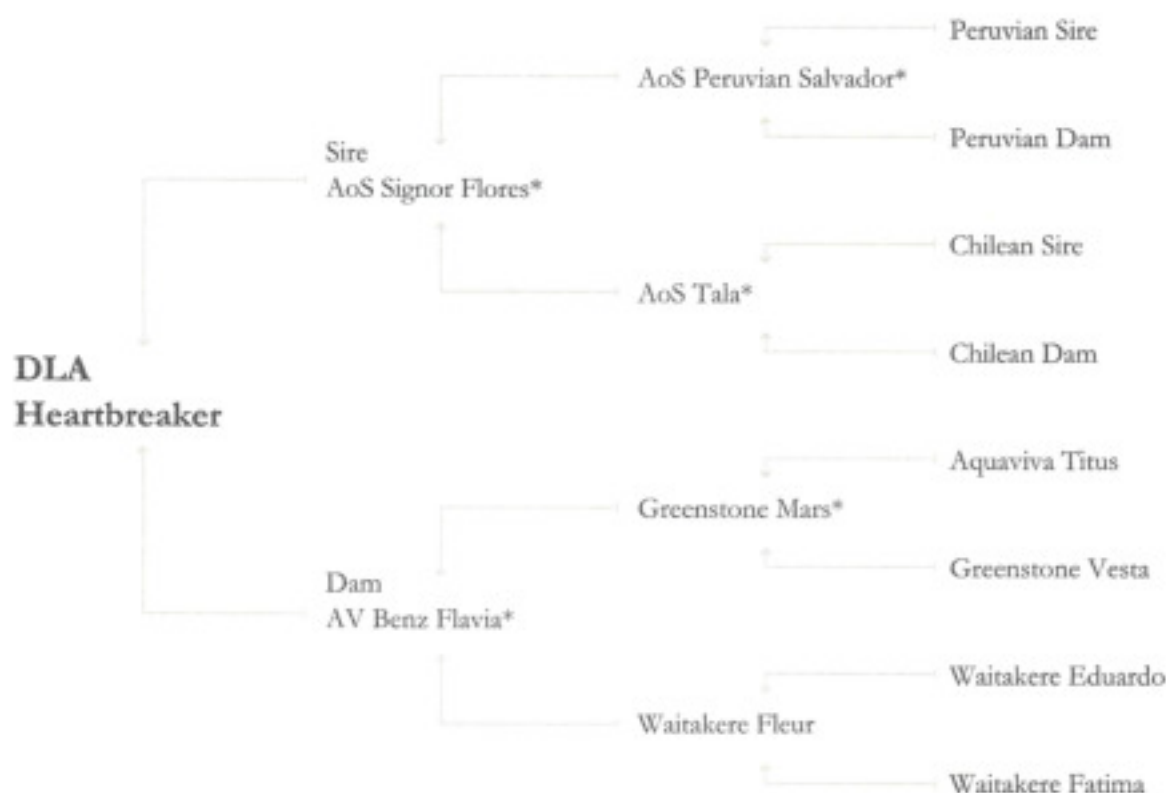 Peruvian Sire
AoS Peruvian Salvador*
Peruvian Dam
Sire
AoS Signor Flores*
Chilean Sire
AoS Tala*
Chilean Dam
DLA
Heartbreaker
Aquaviva Titus
Greenstone Mars*
Greenstone Vesta
Dam
AV Benz Flavia*
Waitakere Eduardo
Waitakere Fleur
Waitakere Fatima